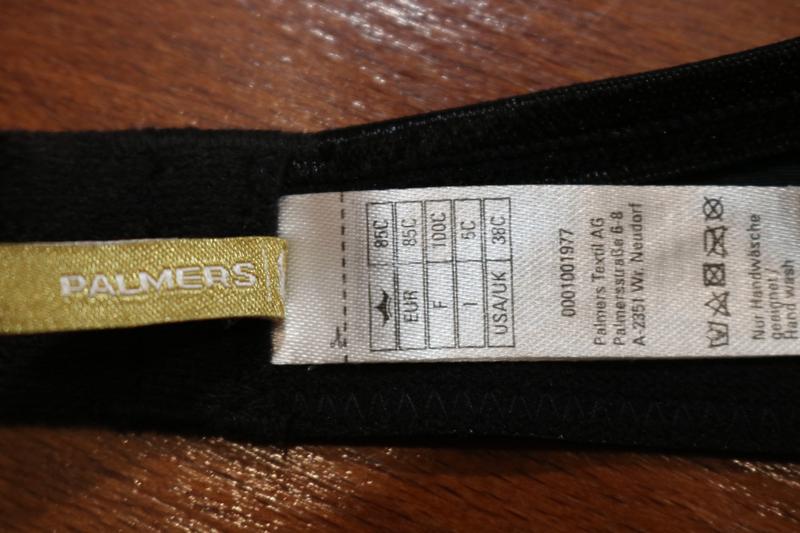 PALMERS
85C
EUR 85C
F 100C
I 5C
USA/UK 38C
0001001977
Palmers Textil AG
Palmersstraße 6-8
A-2351 Wr. Neudorf
Nur Handwäsche
geeignet /
Hand wash